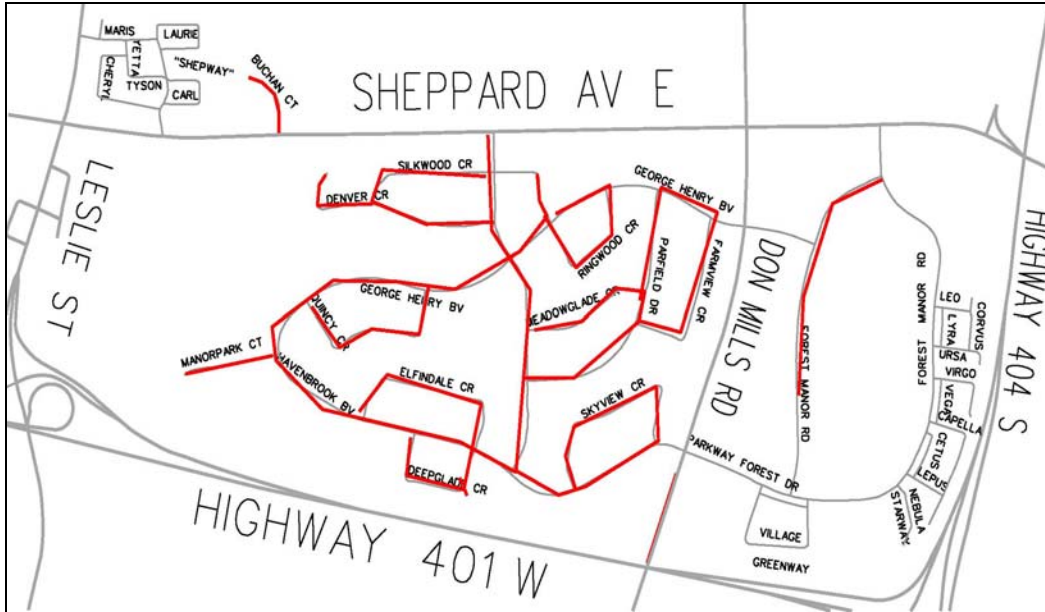 MARIS
LAURIE
YETTA
CHERYL
TYSON
CARL
"SHEPWAY"
BUCHAN CT
SHEPPARD AV E
LESLIE ST
SILKWOOD CR
DENVER CR
GEORGE HENRY BV
RINGWOOD CR
PARFIELD DR
FARMVIEW CR
DON MILLS RD
HIGHWAY 404 S
FOREST MANOR RD
LEO
CORVUS
LYRA
URSA
VIRGO
VEGA
CAPELLA
CETUS
LEPUS
NEBULA
STARWAY
GEORGE HENRY BV
QUINCY CR
MEADOWGLADE CR
FOREST MANOR RD
MANORPARK CT
HAVENBROOK BV
ELFINDALE CR
SKYVIEW CR
DEEPGLADE CR
PARKWAY FOREST DR
VILLAGE
GREENWAY
HIGHWAY 401 W